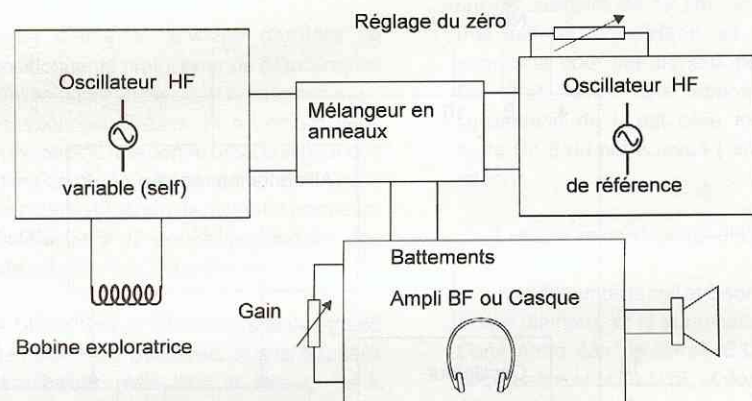 Réglage du zéro
Oscillateur HF
variable (self)
Mélangeur en
anneaux
Oscillateur HF
de référence
Bobine exploratrice
Gain
Battements
Ampli BF ou Casque